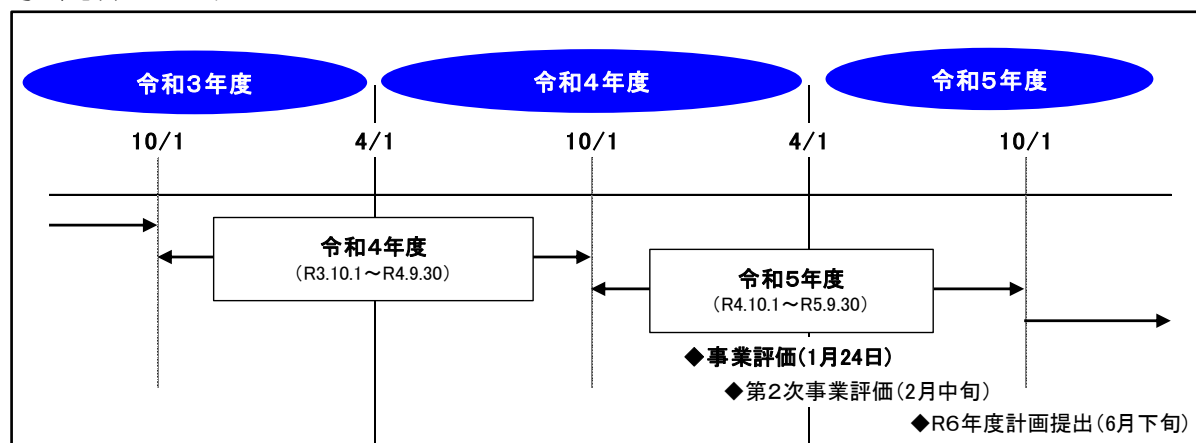 令和3年度
令和4年度
令和5年度
10/1
4/1
10/1
4/1
10/1
令和4年度
(R3.10.1～R4.9.30)
令和5年度
(R4.10.1～R5.9.30)
◆事業評価(1月24日)
◆第2次事業評価(2月中旬)
◆R6年度計画提出(6月下旬)